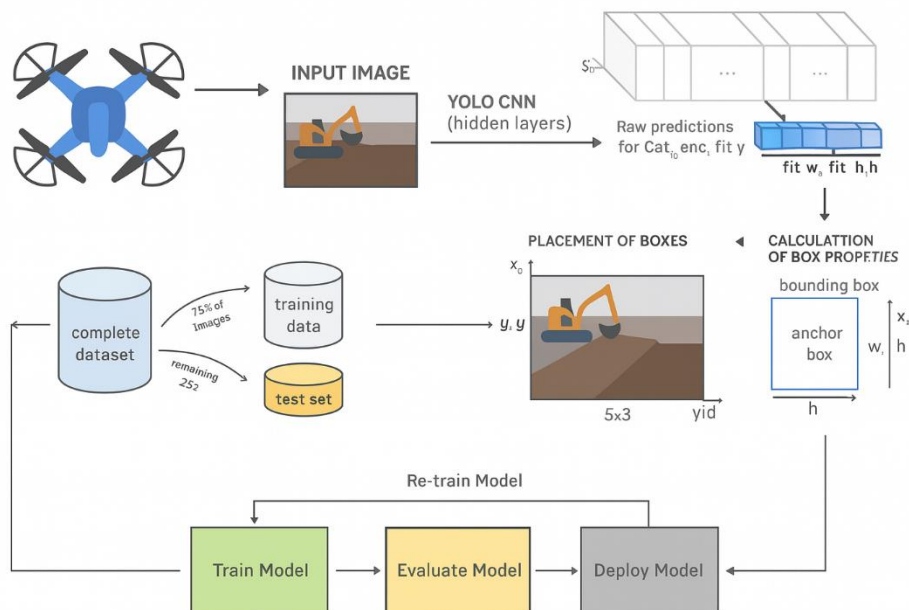 INPUT IMAGE
YOLO CNN
(hidden layers)
...
...
Raw predictions
for Cat enc, fit y
fit w fit h h
PLACEMENT OF BOXES
CALCULATTION
OF BOX PROPETIES
bounding box
anchor
box
w
x
h
h
y, y
5x3
yid
complete
dataset
75% of
Images
remaining
252
training
data
test set
Re-train Model
Train Model
Evaluate Model
Deploy Model